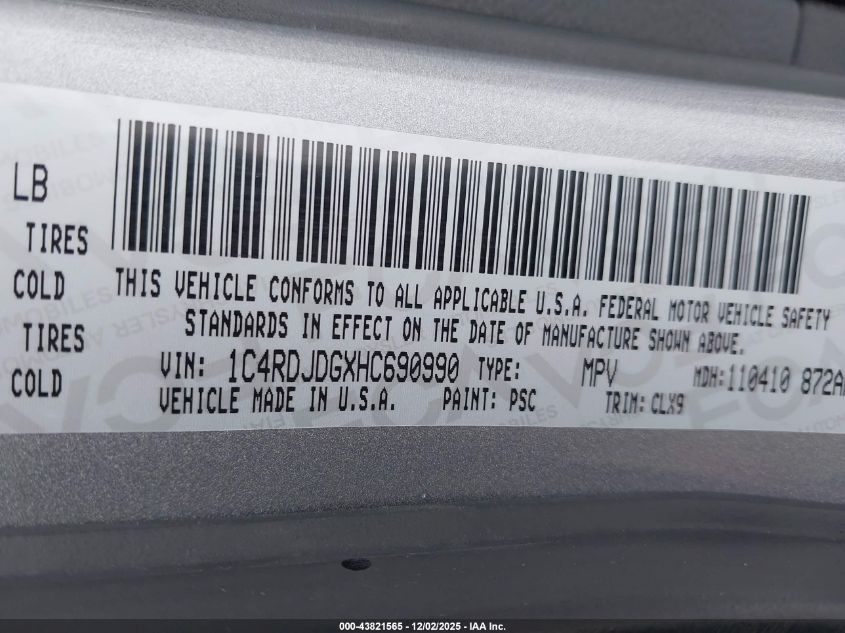 LB
TIRES
COLD
TIRES
COLD
THIS VEHICLE CONFORMS TO ALL APPLICABLE U.S.A. FEDERAL MOTOR VEHICLE SAFETY
STANDARDS IN EFFECT ON THE DATE OF MANUFACTURE SHOWN ABOVE.
VIN: 1C4RDJDGXHC690990 TYPE: MPV MDH:110410 872A
VEHICLE MADE IN U.S.A. PAINT: PSC TRIM: CLX9
000-43821565 - 12/02/2025 - IAA Inc.